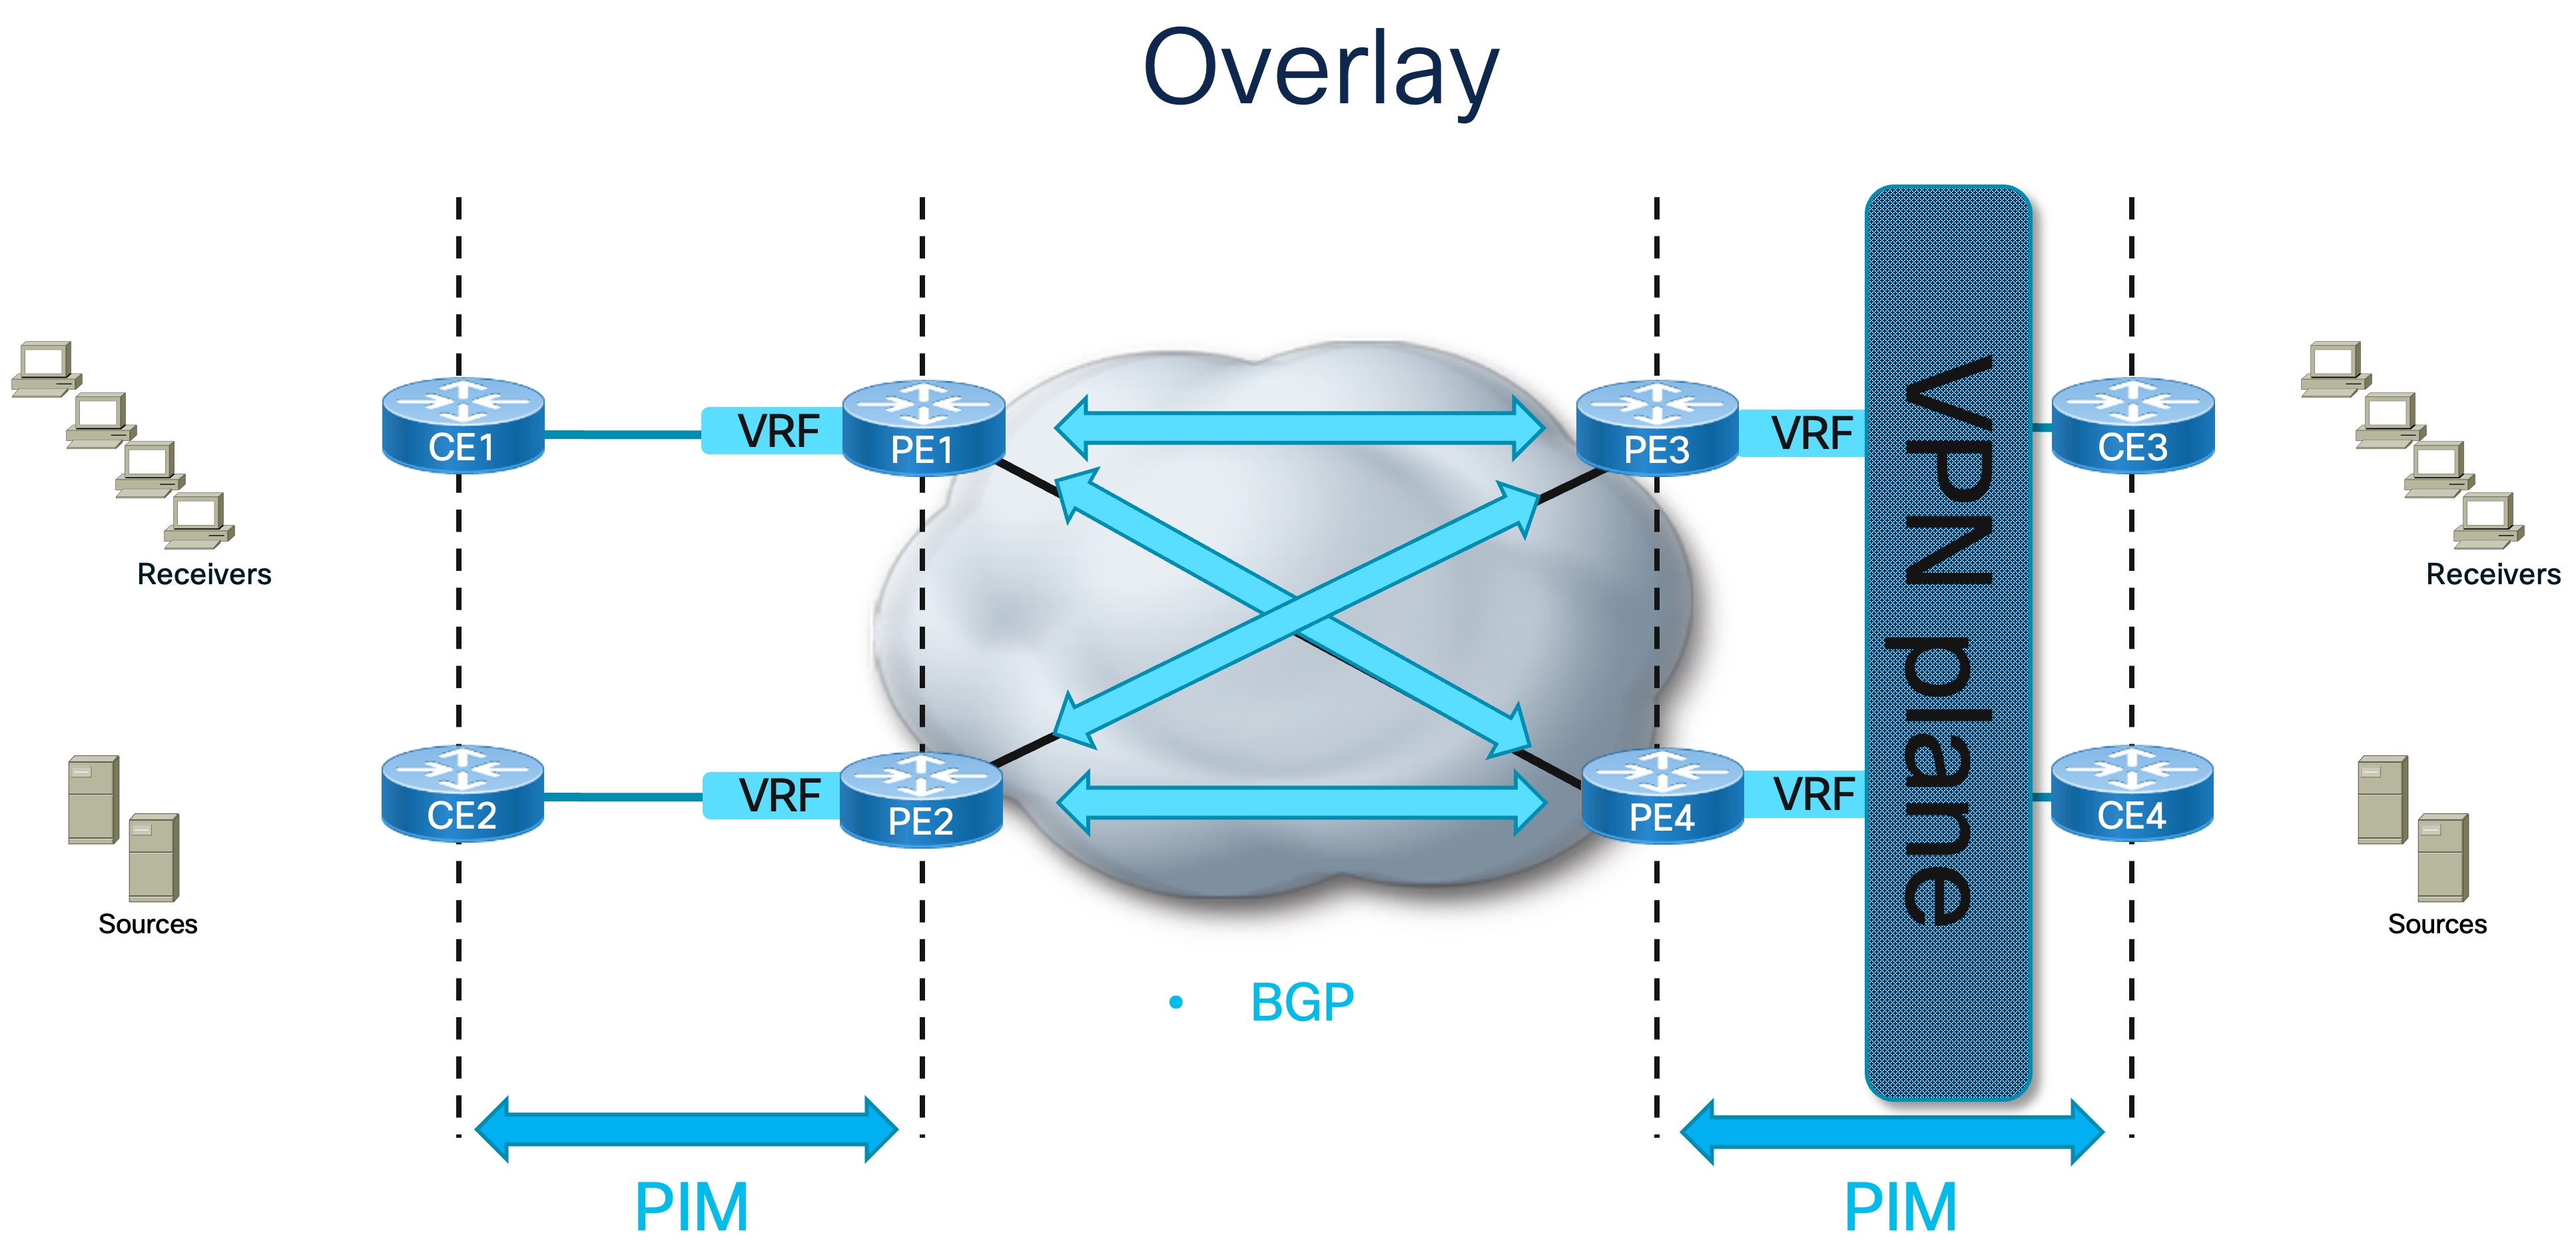 Overlay
CE1
VRF
PE1
PE3
VRF
CE3
VPN plane
Receivers
Receivers
CE2
VRF
PE2
PE4
VRF
CE4
Sources
Sources
• BGP
PIM
PIM